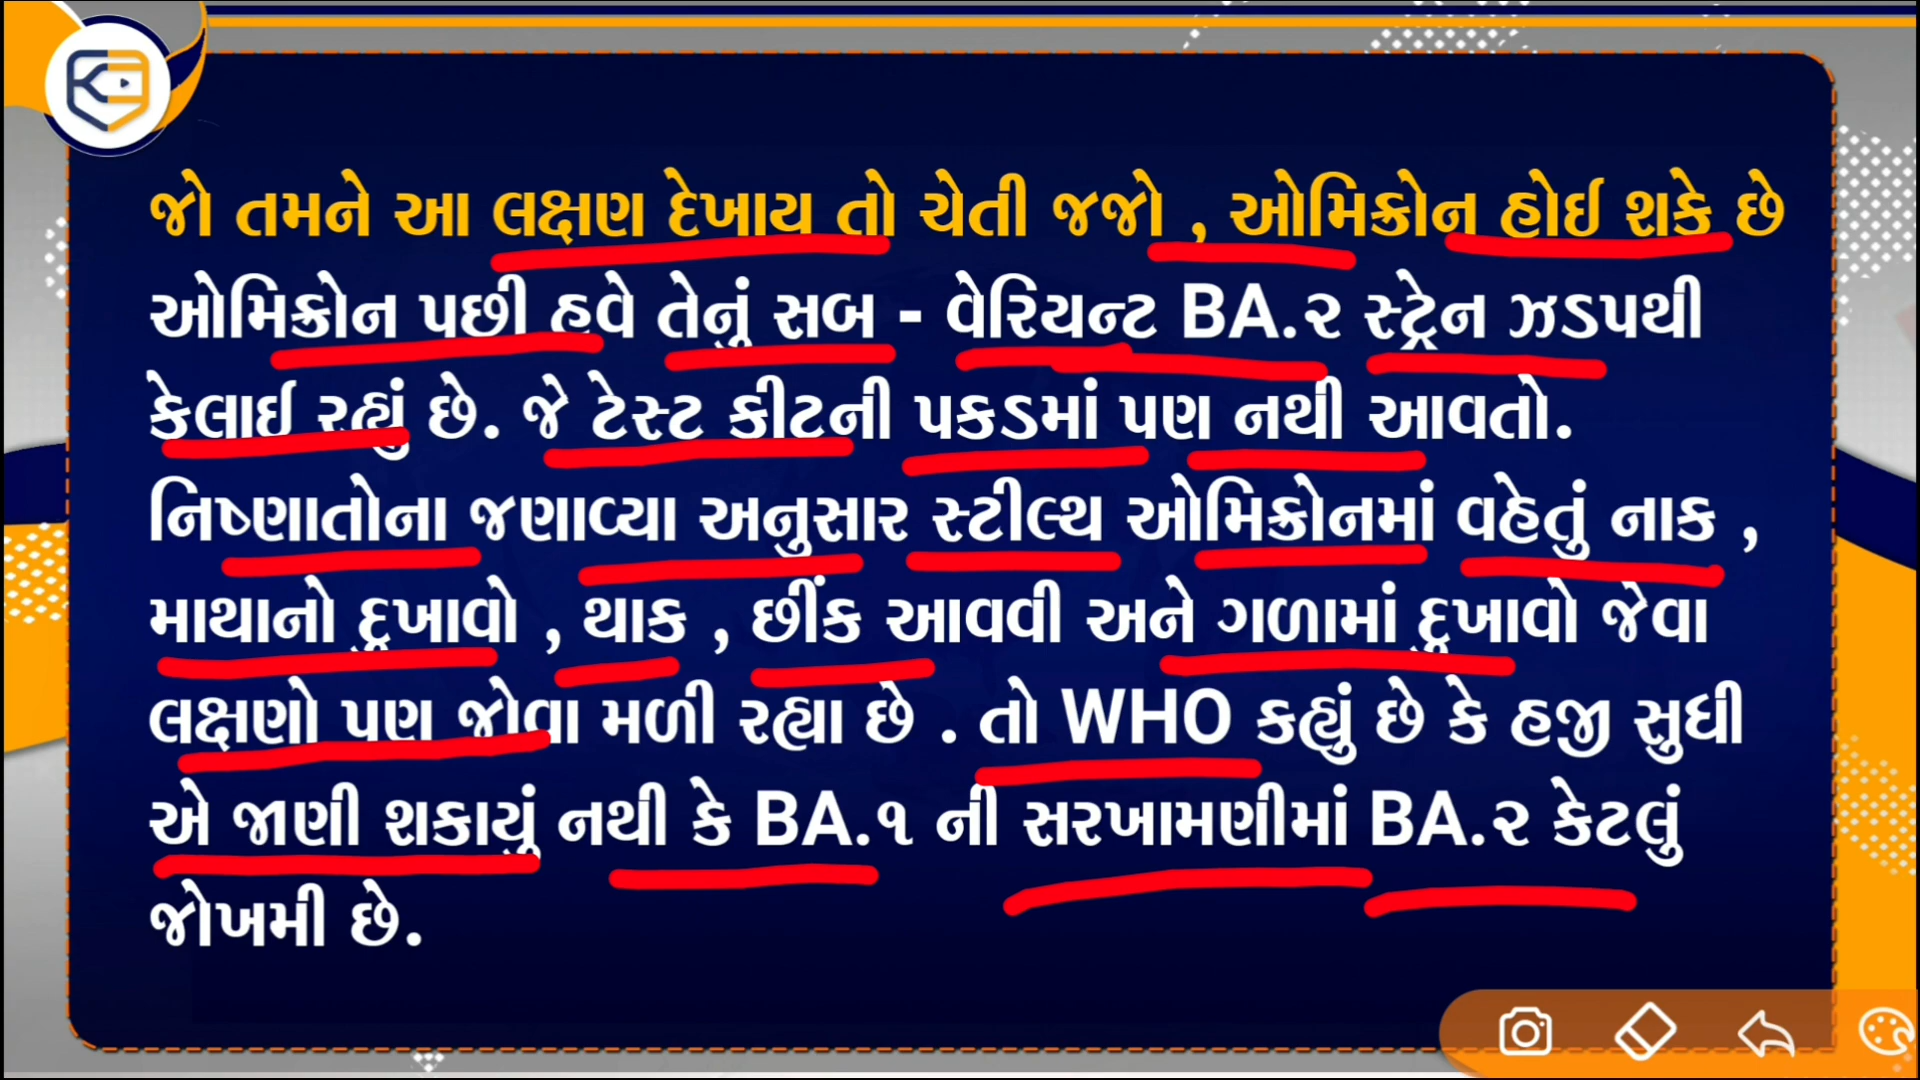 જો તમને આ લક્ષણ દેખાય તો ચેતી જજો , ઓમિક્રોન હોઈ શકે છે
ઓમિક્રોન પછી હવે તેનું સબ - વેરિયન્ટ BA.૨ સ્ટ્રેન ઝડપથી
કેલાઈ રહ્યું છે. જે ટેસ્ટ કીટની પકડમાં પણ નથી આવતો.
નિષ્ણાતોના જણાવ્યા અનુસાર સ્ટીલ્થ ઓમિક્રોનમાં વહેતું નાક ,
માથાનો દુખાવો , થાક , છીંક આવવી અને ગળામાં દુખાવો જેવા
લક્ષણો પણ જોવા મળી રહ્યા છે . તો WHO કહ્યું છે કે હજી સુધી
એ જાણી શકાયું નથી કે BA.૧ ની સરખામણીમાં BA.૨ કેટલું
જોખમી છે.